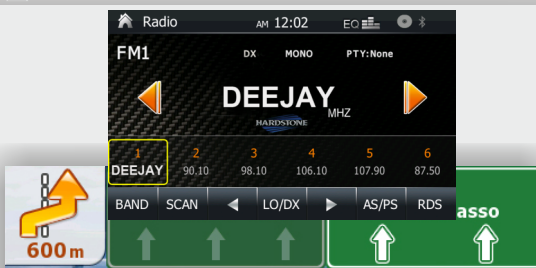 Radio AM 12:02 EQ
FM1 DX MONO PTY:None
DEEJAY MHZ
HARDSTONE
1 2 3 4 5 6
DEEJAY 90.10 98.10 106.10 107.90 87.50
BAND SCAN LO/DX AS/PS RDS
asso
600 m